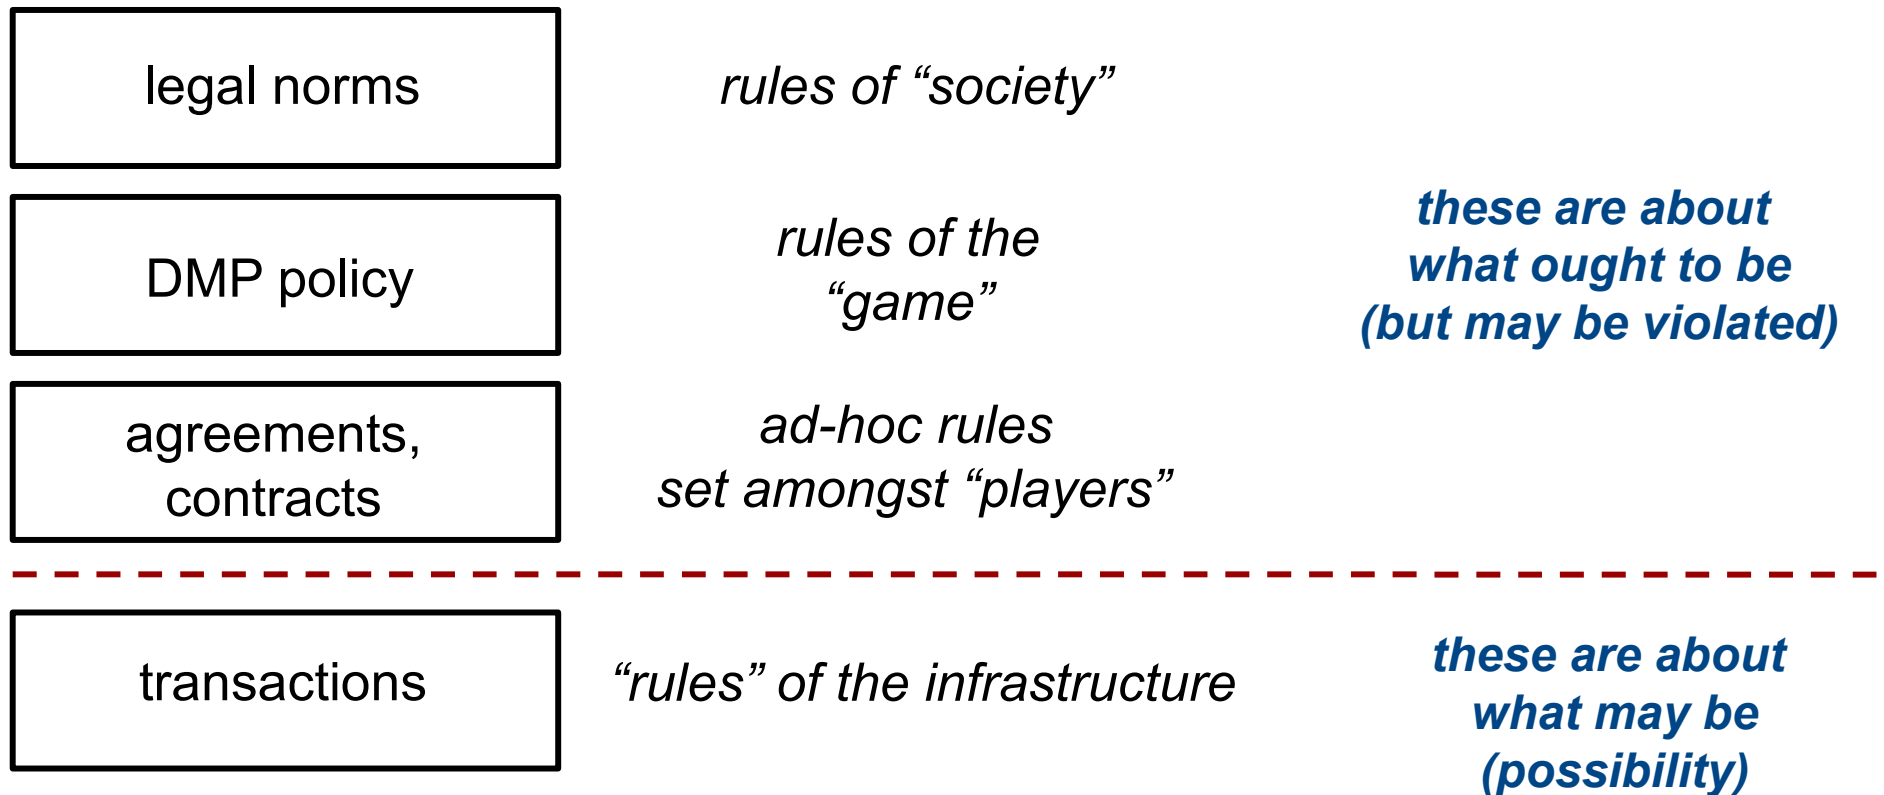 legal norms
rules of “society”
DMP policy
rules of the
“game”
these are about
what ought to be
(but may be violated)
agreements,
contracts
ad-hoc rules
set amongst “players”
transactions
“rules” of the infrastructure
these are about
what may be
(possibility)